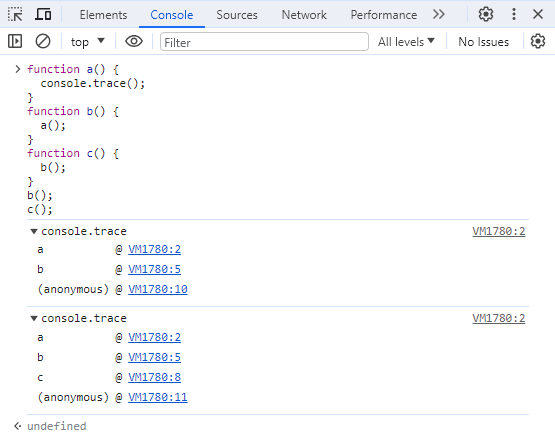 Elements Console Sources Network Performance
top Filter All levels No Issues
function a() {
  console.trace();
}
function b() {
  a();
}
function c() {
  b();
}
b();
c();
console.trace VM1780:2
a @ VM1780:2
b @ VM1780:5
(anonymous) @ VM1780:10
console.trace VM1780:2
a @ VM1780:2
b @ VM1780:5
c @ VM1780:8
(anonymous) @ VM1780:11
undefined